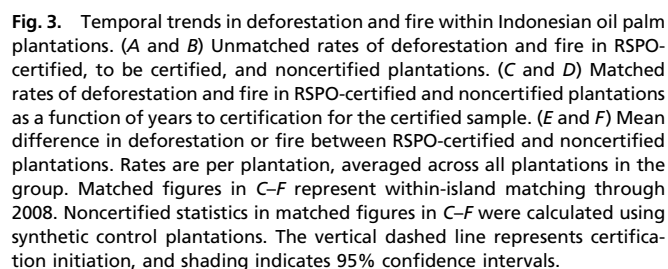 Fig. 3. Temporal trends in deforestation and fire within Indonesian oil palm
plantations. (A and B) Unmatched rates of deforestation and fire in RSPO-
certified, to be certified, and noncertified plantations. (C and D) Matched
rates of deforestation and fire in RSPO-certified and noncertified plantations
as a function of years to certification for the certified sample. (E and F) Mean
difference in deforestation or fire between RSPO-certified and noncertified
plantations. Rates are per plantation, averaged across all plantations in the
group. Matched figures in C–F represent within-island matching through
2008. Noncertified statistics in matched figures in C–F were calculated using
synthetic control plantations. The vertical dashed line represents certifica-
tion initiation, and shading indicates 95% confidence intervals.